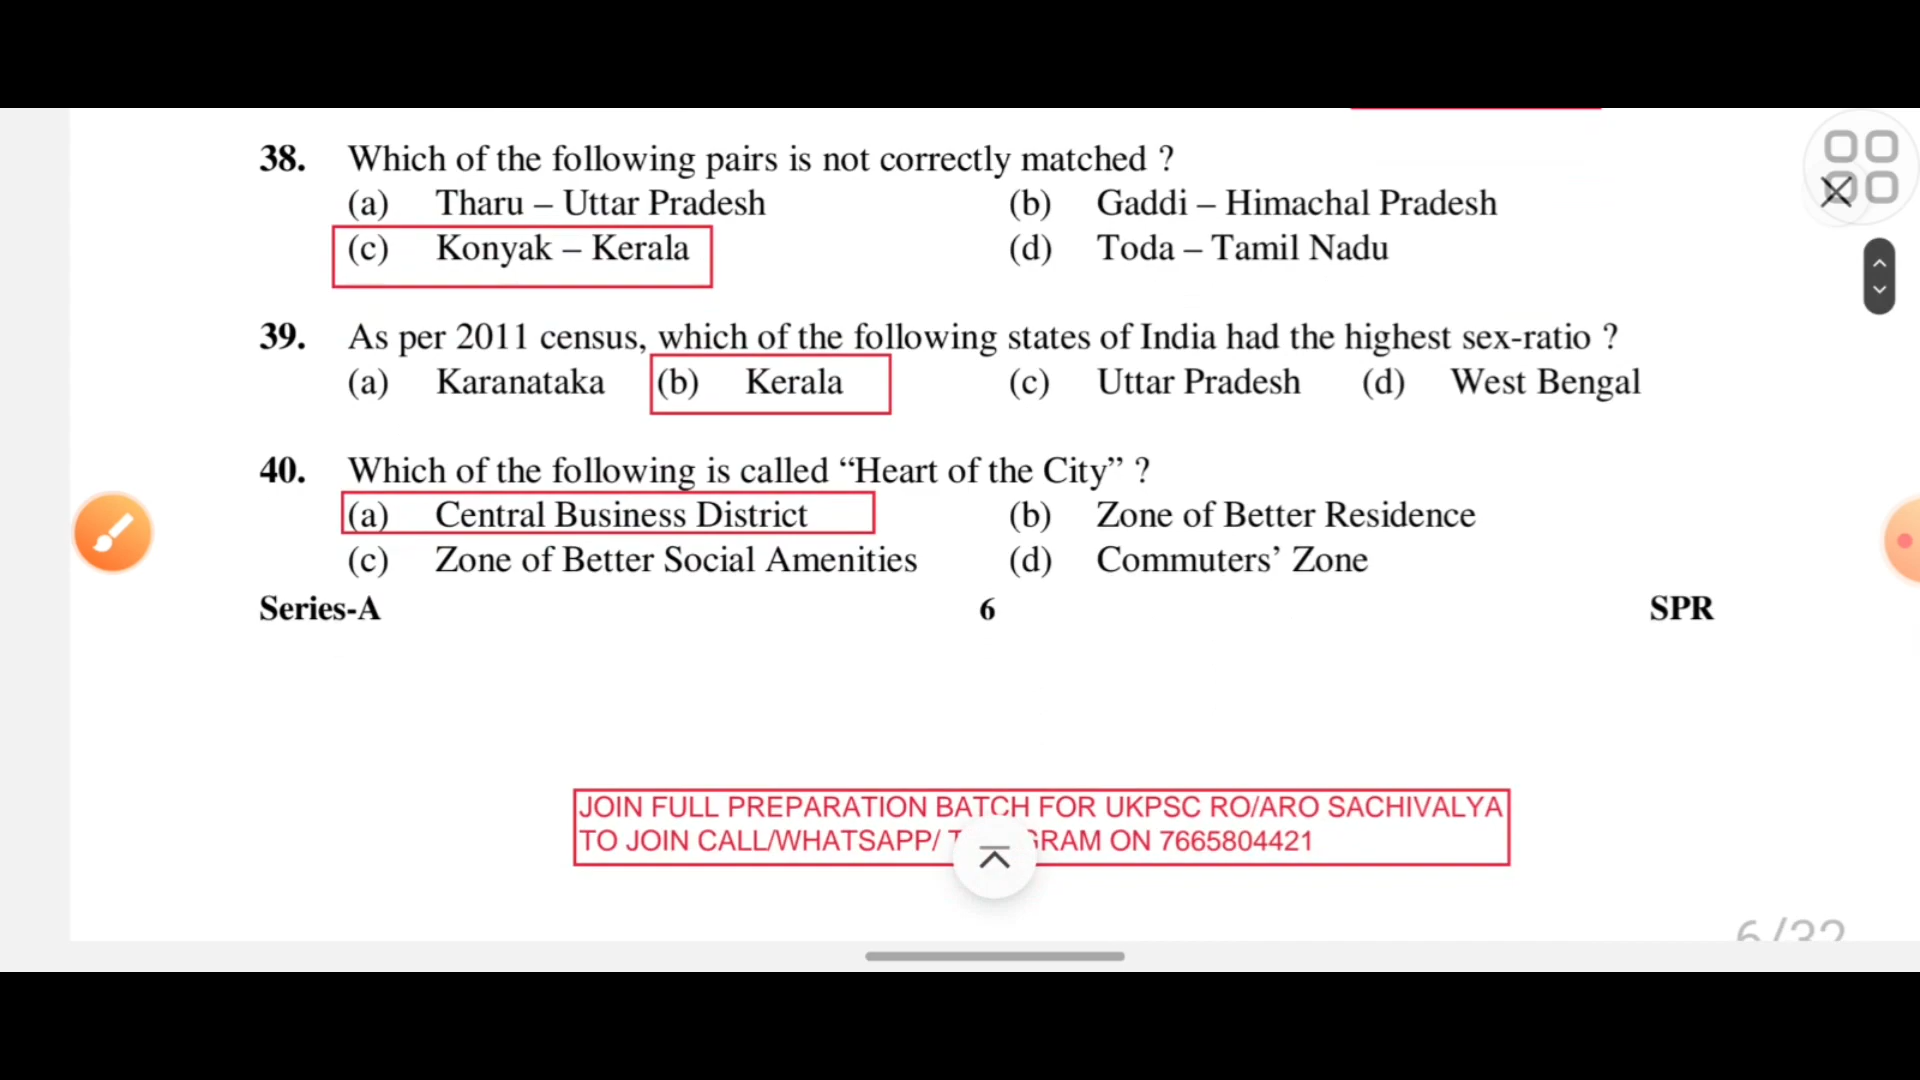 38. Which of the following pairs is not correctly matched ?
(a) Tharu – Uttar Pradesh (b) Gaddi – Himachal Pradesh
(c) Konyak – Kerala (d) Toda – Tamil Nadu
39. As per 2011 census, which of the following states of India had the highest sex-ratio ?
(a) Karanataka (b) Kerala (c) Uttar Pradesh (d) West Bengal
40. Which of the following is called “Heart of the City” ?
(a) Central Business District (b) Zone of Better Residence
(c) Zone of Better Social Amenities (d) Commuters’ Zone
Series-A 6 SPR
JOIN FULL PREPARATION BATCH FOR UKPSC RO/ARO SACHIVALYA
TO JOIN CALL/WHATSAPP/ ON 7665804421
6/32